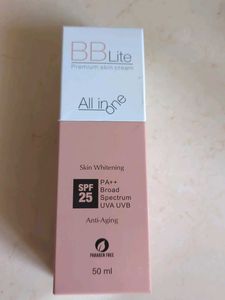 BB Lite
Premium skin cream
All in one
Skin Whitening
SPF
25
PA++
Broad
Spectrum
UVA UVB
Anti-Aging
PARABEN FREE
50 ml